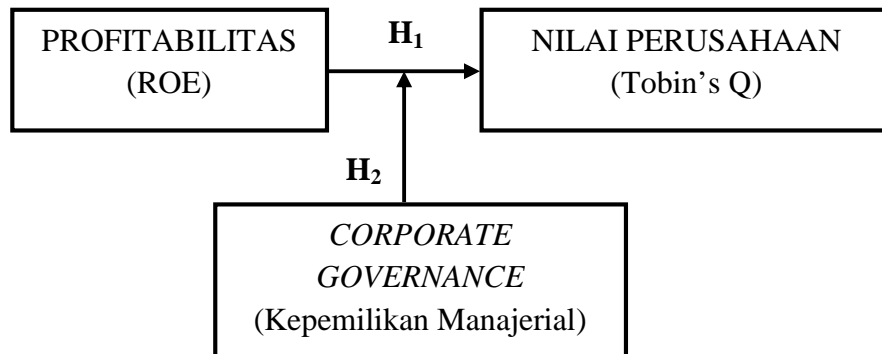 PROFITABILITAS
(ROE)
H₁
NILAI PERUSAHAAN
(Tobin’s Q)
H₂
CORPORATE
GOVERNANCE
(Kepemilikan Manajerial)